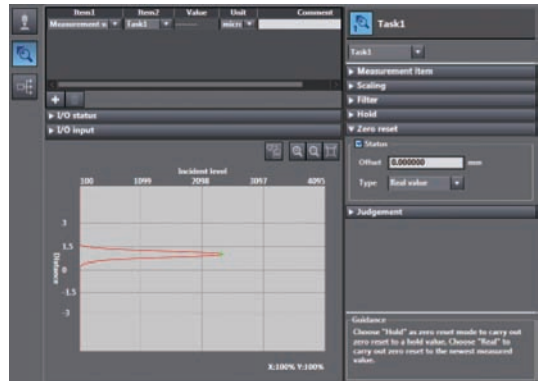 Item1 Item2 Value Unit Comment
Measurement n Task1 -------- micro
+
I/O status
I/O input
Incident level
100 1099 2098 3097 4095
3
1.5
0
-1.5
-3
Distance
X:100% Y:100%
Task1
Task1
Measurement Item
Scaling
Filter
Hold
Zero reset
Status
Offset 0.000000 mm
Type Real value
Judgement
Guidance
Choose "Hold" as zero reset mode to carry out
zero reset to a hold value. Choose "Real" to
carry out zero reset to the newest measured
value.